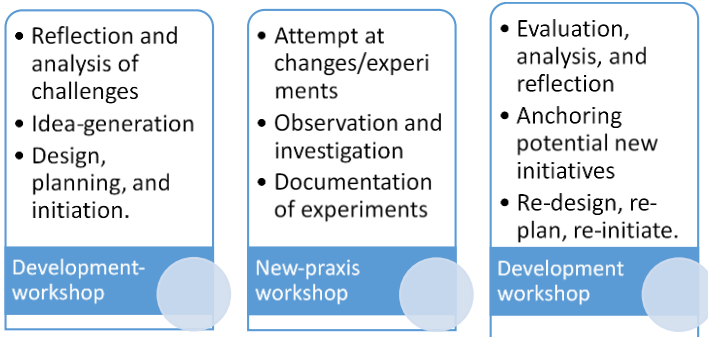 • Reflection and
analysis of
challenges
• Idea-generation
• Design,
planning, and
initiation.
Development-
workshop
• Attempt at
changes/experi
ments
• Observation and
investigation
• Documentation
of experiments
New-praxis
workshop
• Evaluation,
analysis, and
reflection
• Anchoring
potential new
initiatives
• Re-design, re-
plan, re-initiate.
Development
workshop